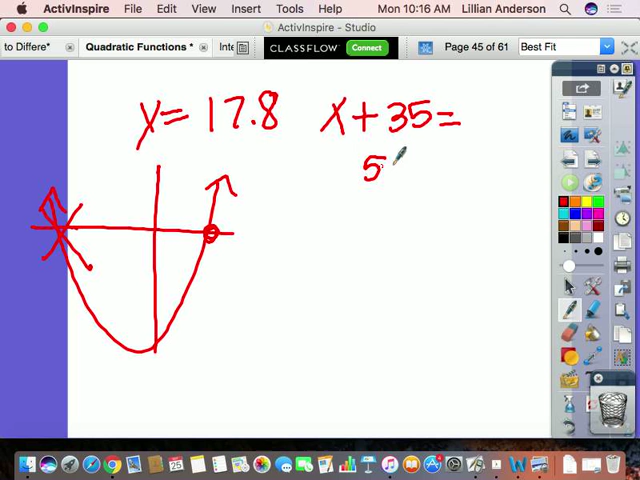 ActivInspire File Edit View Insert Tools Help Mon 10:16 AM Lillian Anderson
ActivInspire - Studio
to Differe* Quadratic Functions * Inte CLASSFLOW Connect Page 45 of 61 Best Fit
y= 17.8 x+35=
5